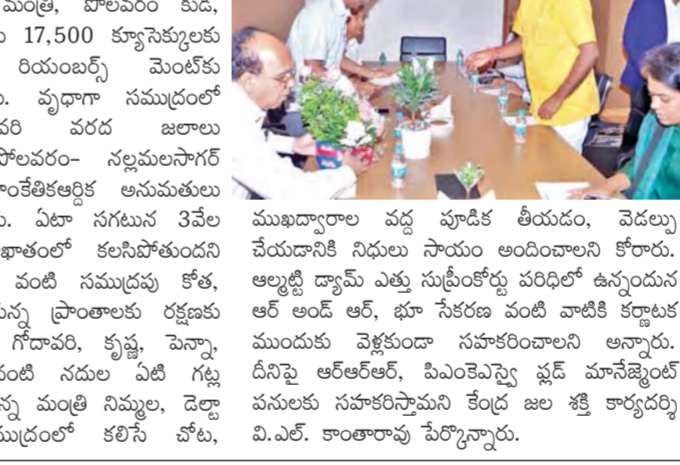 మంత్రి, పోలవరం కుడి,
17,500 క్యూసెక్కులకు
రియంబర్స్ మెంట్‌కు
వృధాగా సముద్రంలో
వరద జలాలు
పోలవరం– నల్లమలసాగర్
అనుమతులు
ఏటా సగటున 3వేల
కలసిపోతుందని
వంటి సముద్రపు కోత,
ప్రాంతాలకు రక్షణకు
గోదావరి, కృష్ణ, పెన్నా,
నదుల ఏటి గట్ల
మంత్రి నిమ్మల, డెల్టా
కలిసే చోట,
ముఖద్వారాల వద్ద పూడిక తీయడం, వెడల్పు
చేయడానికి నిధులు సాయం అందించాలని కోరారు.
ఆల్మట్టి డ్యామ్ ఎత్తు సుప్రీంకోర్టు పరిధిలో ఉన్నందున
ఆర్ అండ్ ఆర్, భూ సేకరణ వంటి వాటికి కర్ణాటక
ముందుకు వెళ్లకుండా సహకరించాలని అన్నారు.
దీనిపై ఆర్ఆర్ఆర్, పిఎంకెఎస్వై ఫ్లడ్ మానేజ్మెంట్
పనులకు సహకరిస్తామని కేంద్ర జల శక్తి కార్యదర్శి
వి.ఎల్. కాంతారావు పేర్కొన్నారు.